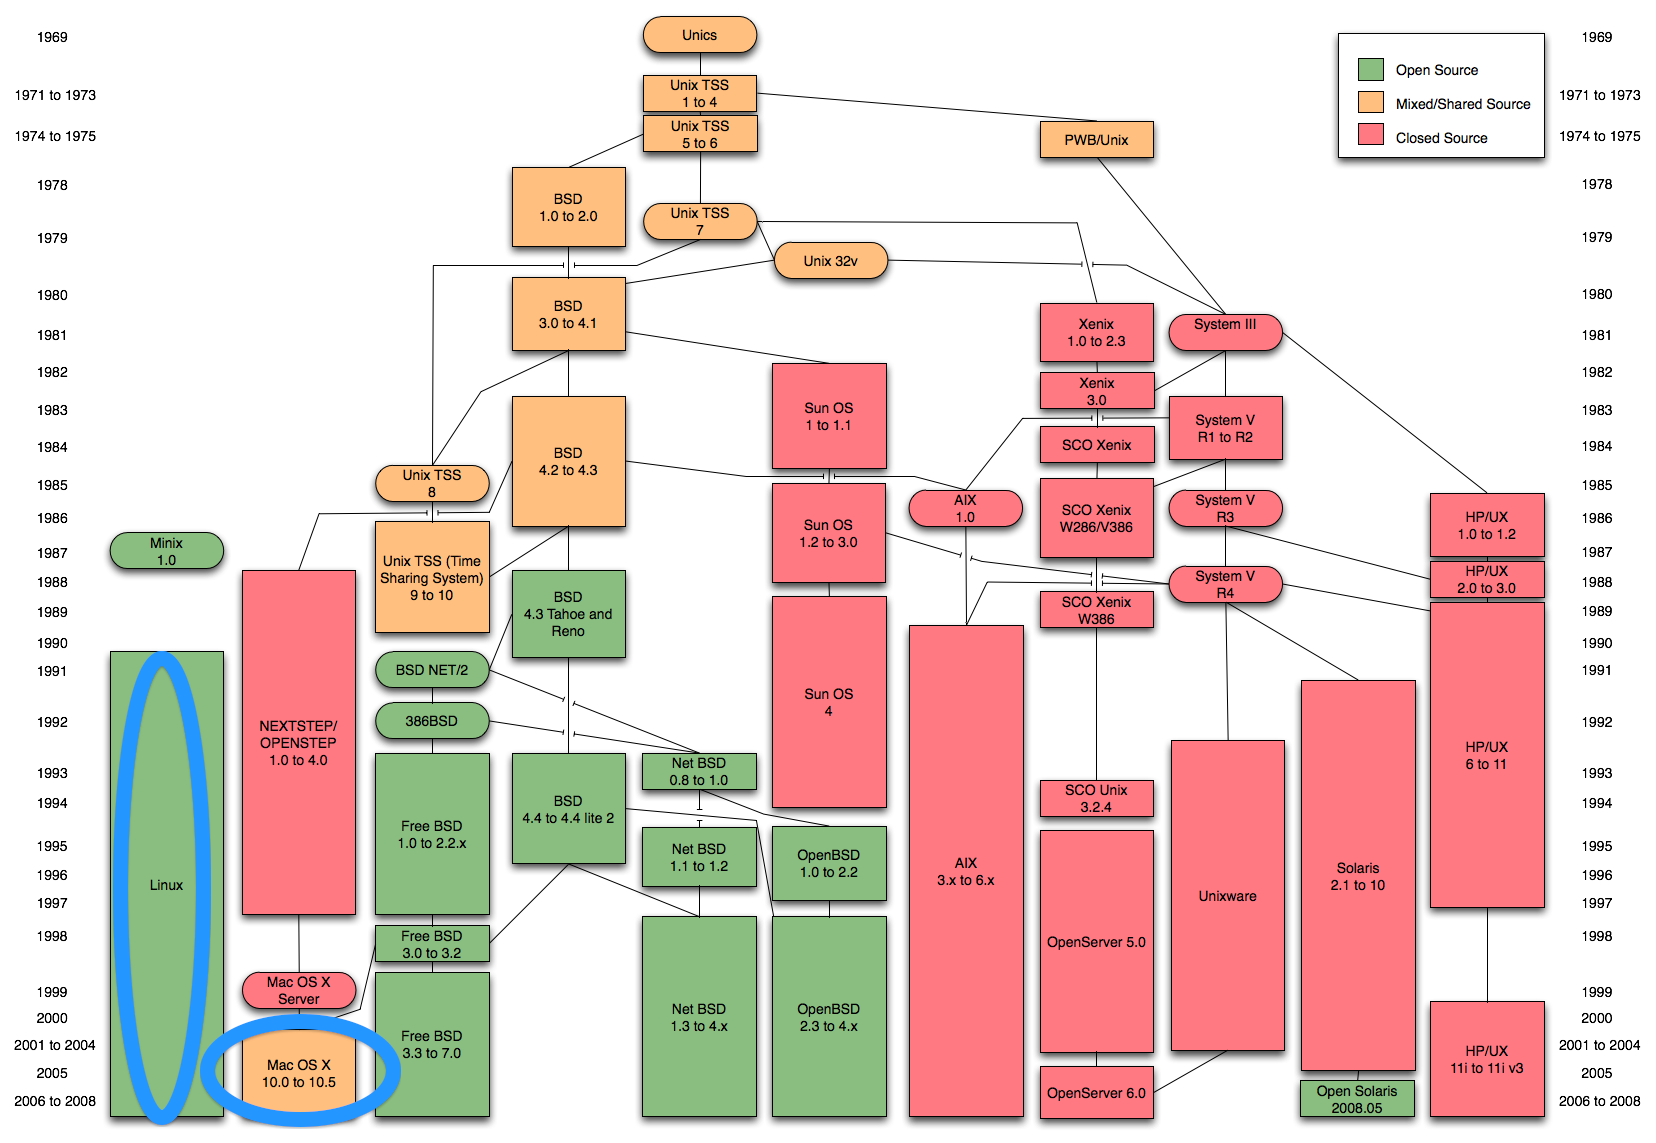 1969
Unics
1969
Open Source
Mixed/Shared Source
Closed Source
1971 to 1973
Unix TSS
1 to 4
1971 to 1973
1974 to 1975
Unix TSS
5 to 6
PWB/Unix
1974 to 1975
1978
BSD
1.0 to 2.0
1978
1979
Unix TSS
7
1979
Unix 32v
1980
BSD
3.0 to 4.1
1980
1981
Xenix
1.0 to 2.3
System III
1981
1982
Xenix
3.0
1982
1983
Sun OS
1 to 1.1
System V
R1 to R2
1983
1984
BSD
4.2 to 4.3
SCO Xenix
1984
1985
Unix TSS
8
AIX
1.0
System V
R3
1985
1986
Sun OS
1.2 to 3.0
SCO Xenix
W286/V386
HP/UX
1.0 to 1.2
1986
Minix
1.0
1987
1987
1988
Unix TSS (Time
Sharing System)
9 to 10
System V
R4
HP/UX
2.0 to 3.0
1988
1989
BSD
4.3 Tahoe and
Reno
SCO Xenix
W386
1989
1990
1990
1991
BSD NET/2
Sun OS
4
1991
1992
NEXTSTEP/
OPENSTEP
1.0 to 4.0
386BSD
HP/UX
6 to 11
1992
1993
Net BSD
0.8 to 1.0
1993
1994
BSD
4.4 to 4.4 lite 2
SCO Unix
3.2.4
1994
1995
Free BSD
1.0 to 2.2.x
Net BSD
1.1 to 1.2
OpenBSD
1.0 to 2.2
1995
1996
Linux
AIX
3.x to 6.x
Unixware
Solaris
2.1 to 10
1996
1997
1997
1998
Free BSD
3.0 to 3.2
OpenServer 5.0
1998
1999
Mac OS X
Server
1999
2000
Net BSD
1.3 to 4.x
OpenBSD
2.3 to 4.x
2000
2001 to 2004
Free BSD
3.3 to 7.0
2001 to 2004
2005
Mac OS X
10.0 to 10.5
HP/UX
11i to 11i v3
2005
2006 to 2008
OpenServer 6.0
Open Solaris
2008.05
2006 to 2008